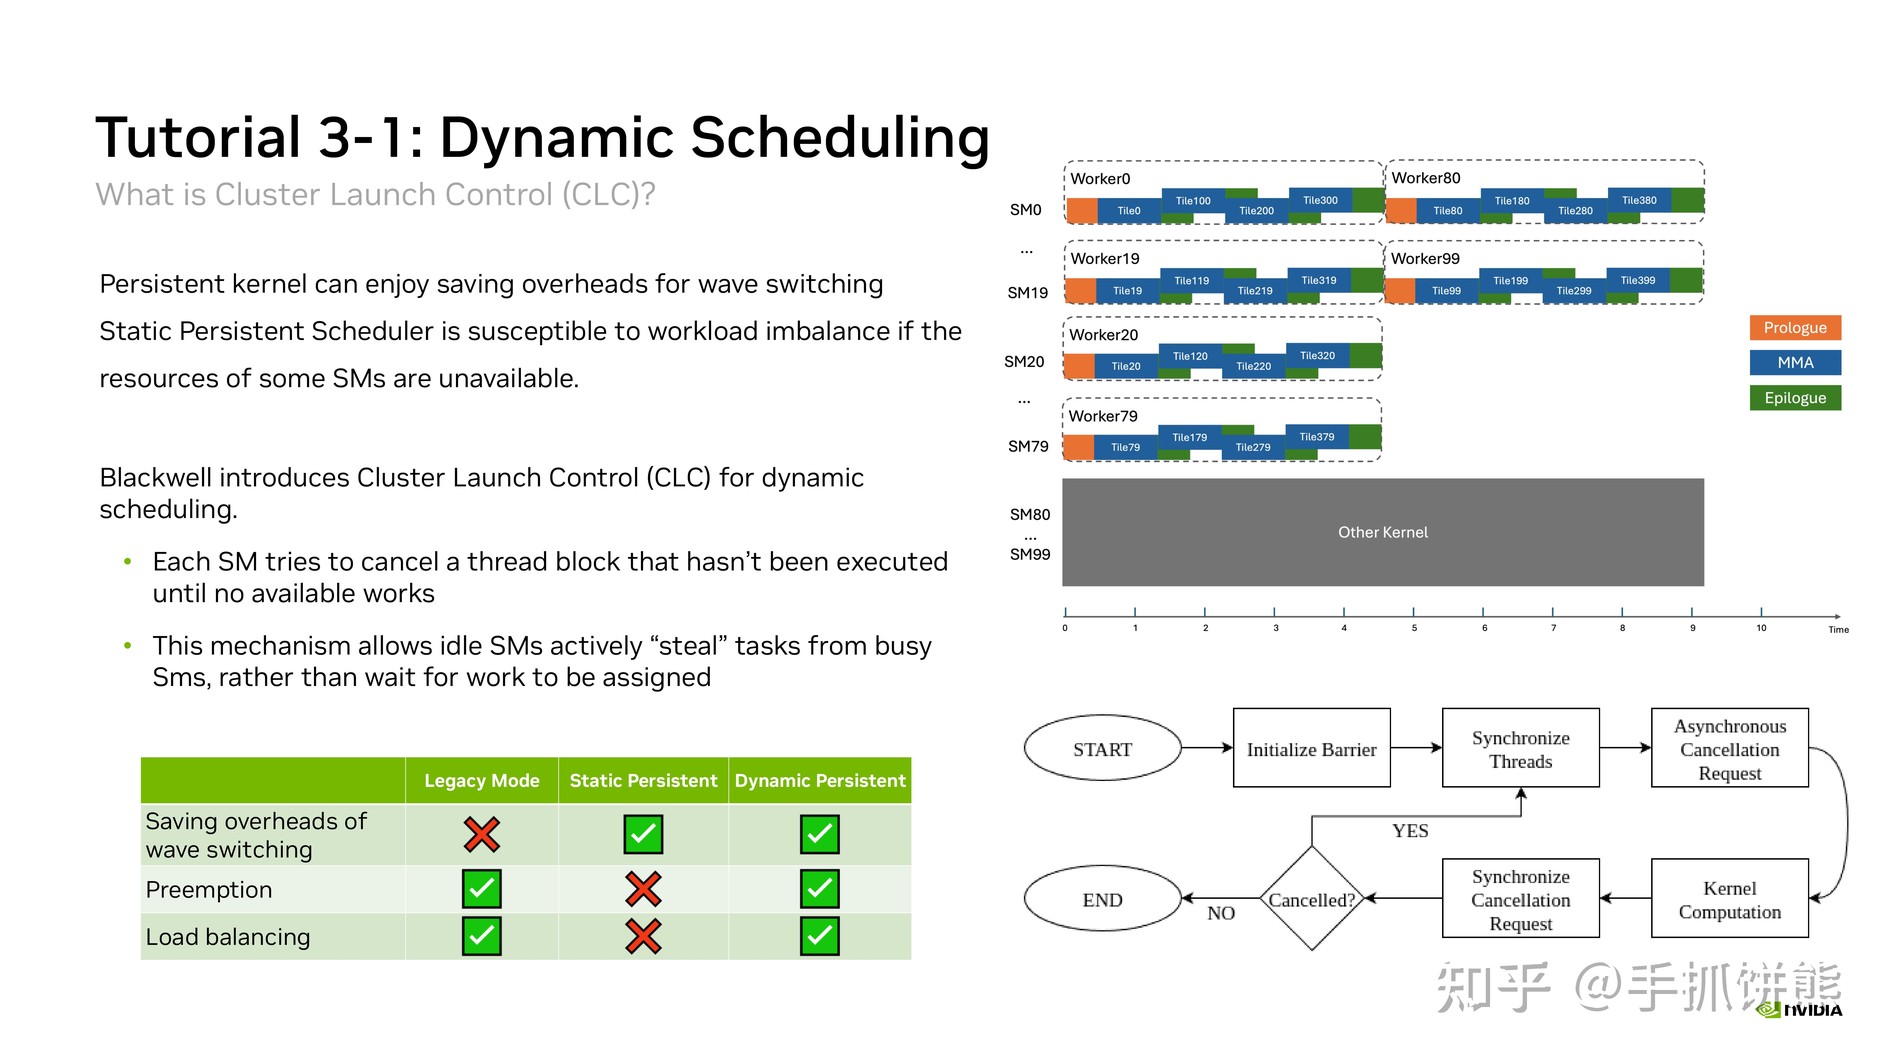 Tutorial 3-1: Dynamic Scheduling
What is Cluster Launch Control (CLC)?
Persistent kernel can enjoy saving overheads for wave switching
Static Persistent Scheduler is susceptible to workload imbalance if the
resources of some SMs are unavailable.
Blackwell introduces Cluster Launch Control (CLC) for dynamic
scheduling.
• Each SM tries to cancel a thread block that hasn’t been executed
until no available works
• This mechanism allows idle SMs actively “steal” tasks from busy
Sms, rather than wait for work to be assigned
Legacy Mode Static Persistent Dynamic Persistent
Saving overheads of
wave switching
Preemption
Load balancing
Worker0 Worker80
SM0 Tile0 Tile100 Tile200 Tile300 Tile80 Tile180 Tile280 Tile380
...
Worker19 Worker99
SM19 Tile19 Tile119 Tile219 Tile319 Tile99 Tile199 Tile299 Tile399
Worker20
SM20 Tile20 Tile120 Tile220 Tile320
...
Worker79
SM79 Tile79 Tile179 Tile279 Tile379
Prologue
MMA
Epilogue
SM80
...
SM99
Other Kernel
0 1 2 3 4 5 6 7 8 9 10 Time
START
Initialize Barrier
Synchronize
Threads
Asynchronous
Cancellation
Request
YES
END
NO
Cancelled?
Synchronize
Cancellation
Request
Kernel
Computation
知乎 @手抓饼熊
NVIDIA